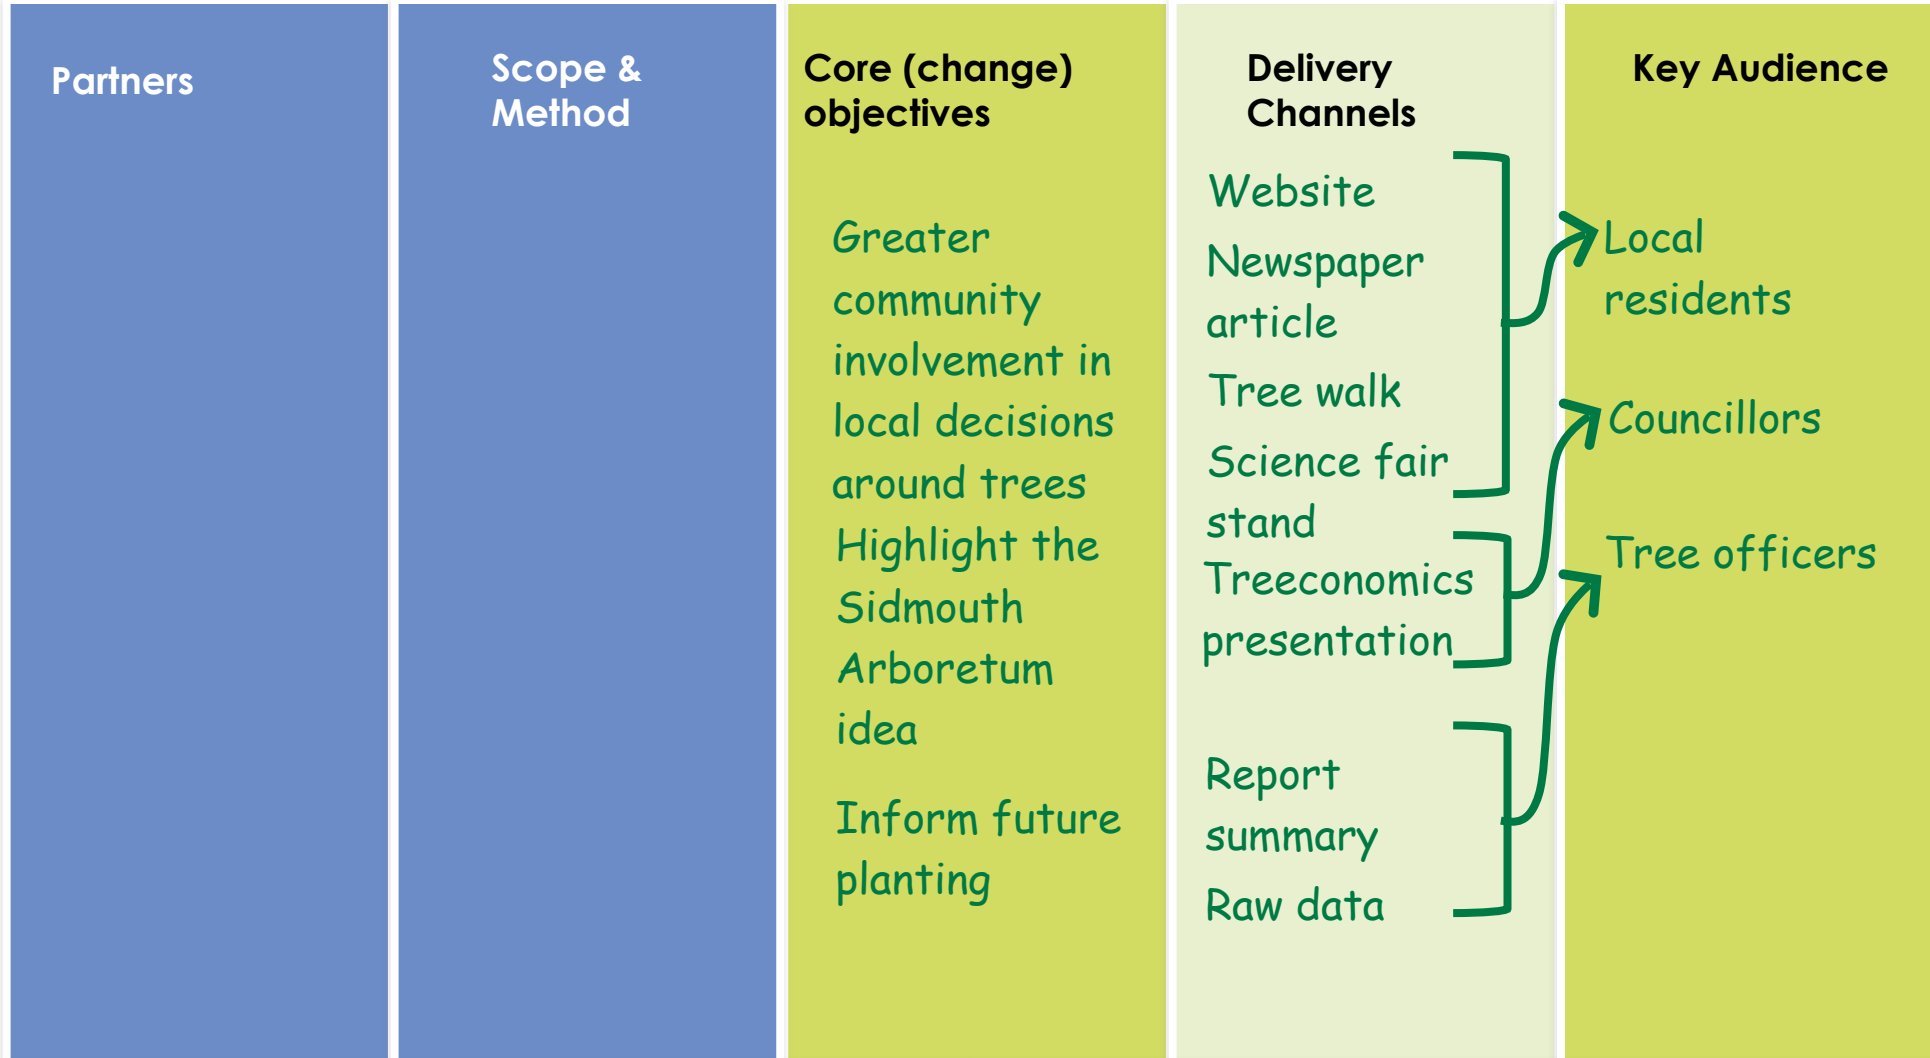 Partners
Scope &
Method
Core (change)
objectives
Delivery
Channels
Key Audience
Greater
community
involvement in
local decisions
around trees
Highlight the
Sidmouth
Arboretum
idea
Inform future
planting
Website
Newspaper
article
Tree walk
Science fair
stand
Treeconomics
presentation
Report
summary
Raw data
Local
residents
Councillors
Tree officers